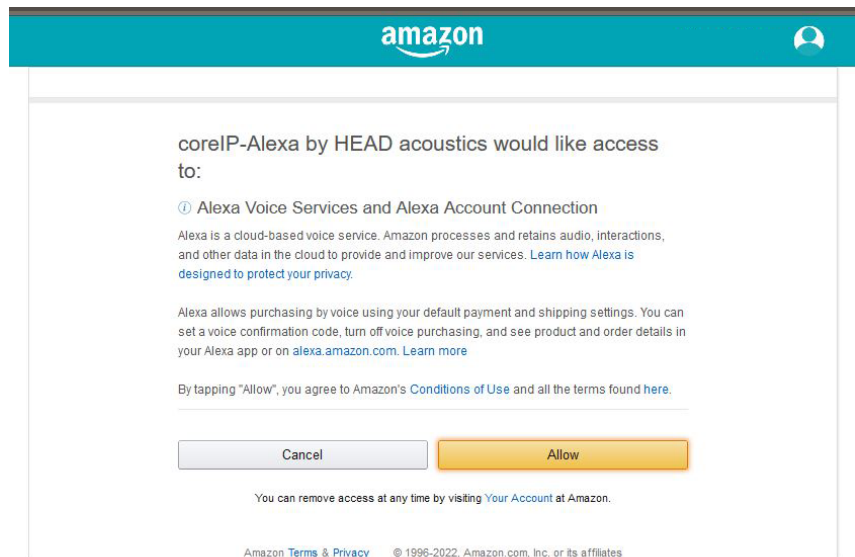 amazon
coreIP-Alexa by HEAD acoustics would like access
to:
Alexa Voice Services and Alexa Account Connection
Alexa is a cloud-based voice service. Amazon processes and retains audio, interactions,
and other data in the cloud to provide and improve our services. Learn how Alexa is
designed to protect your privacy.
Alexa allows purchasing by voice using your default payment and shipping settings. You can
set a voice confirmation code, turn off voice purchasing, and see product and order details in
your Alexa app or on alexa.amazon.com. Learn more
By tapping "Allow", you agree to Amazon's Conditions of Use and all the terms found here.
Cancel Allow
You can remove access at any time by visiting Your Account at Amazon.
Amazon Terms & Privacy © 1996-2022, Amazon.com, Inc. or its affiliates